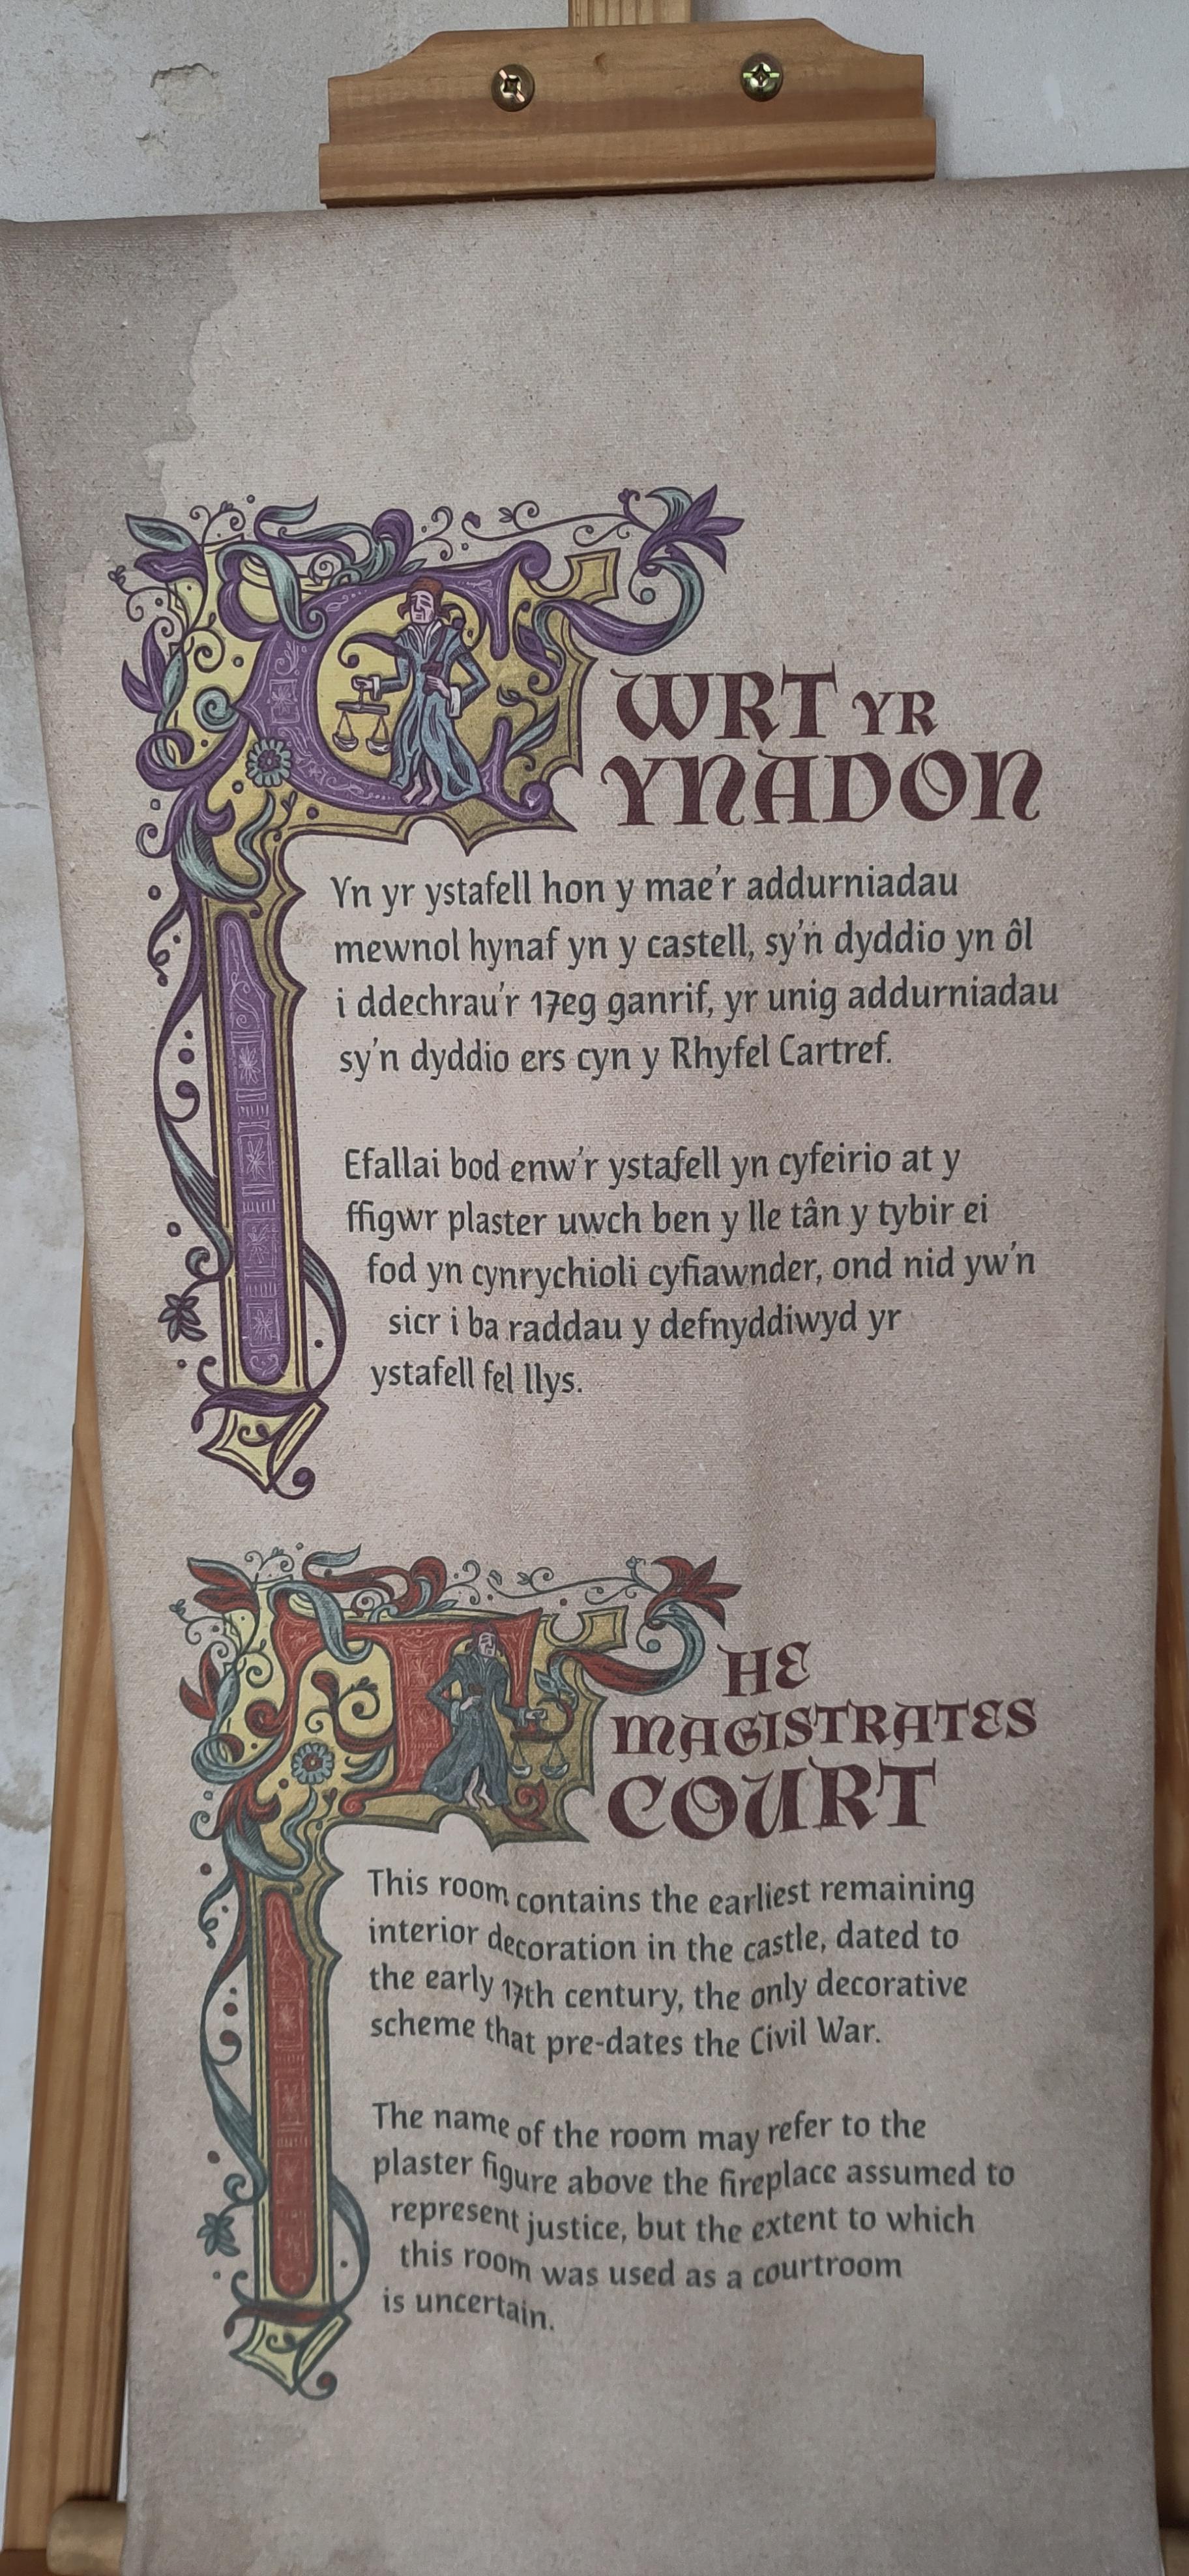 CWRT YR
YNADON
Yn yr ystafell hon y mae'r addurniadau
mewnol hynaf yn y castell, sy'n dyddio yn ôl
i ddechrau'r 17eg ganrif, yr unig addurniadau
sy'n dyddio ers cyn y Rhyfel Cartref.
Efallai bod enw'r ystafell yn cyfeirio at y
ffigwr plaster uwch ben y lle tân y tybir ei
fod yn cynrychioli cyfiawnder, ond nid yw'n
sicr i ba raddau y defnyddiwyd yr
ystafell fel llys.
THE
MAGISTRATES
COURT
This room contains the earliest remaining
interior decoration in the castle, dated to
the early 17th century, the only decorative
scheme that pre-dates the Civil War.
The name of the room may refer to the
plaster figure above the fireplace assumed to
represent justice, but the extent to which
this room was used as a courtroom
is uncertain.